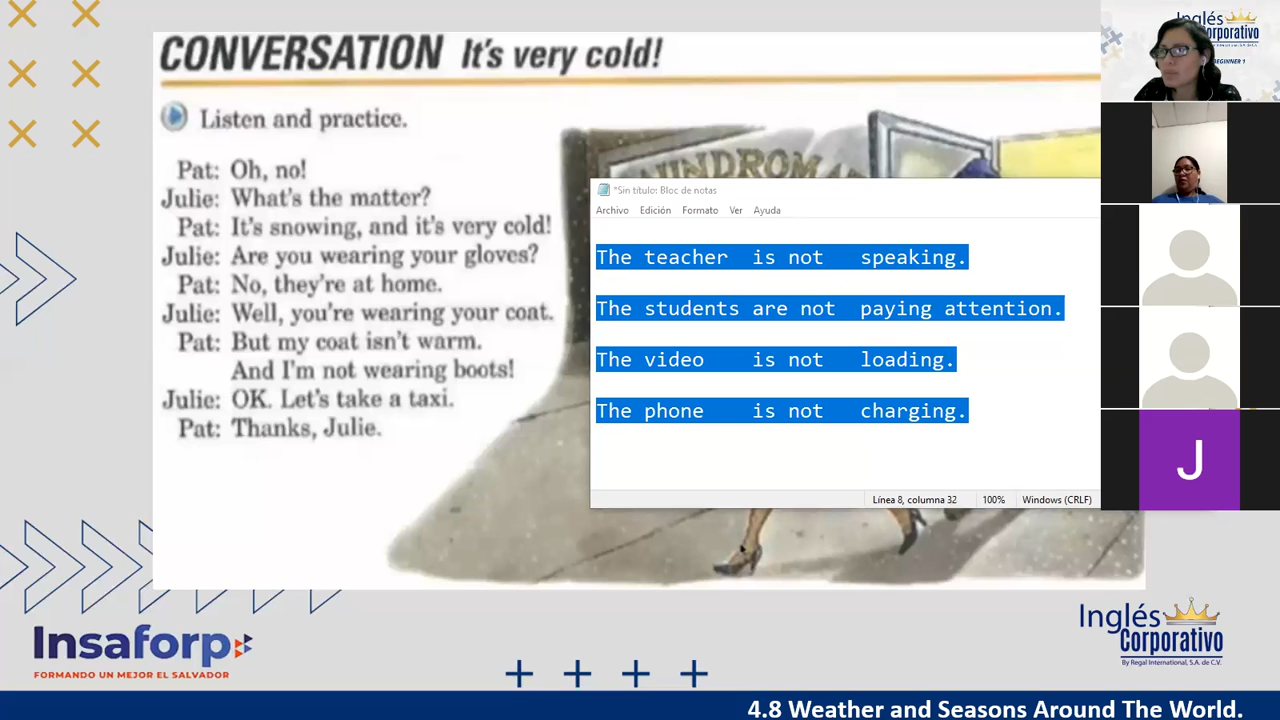 CONVERSATION It's very cold!
Listen and practice.
Pat: Oh, no!
Julie: What's the matter?
Pat: It's snowing, and it's very cold!
Julie: Are you wearing your gloves?
Pat: No, they're at home.
Julie: Well, you're wearing your coat.
Pat: But my coat isn't warm.
And I'm not wearing boots!
Julie: OK. Let's take a taxi.
Pat: Thanks, Julie.
*Sin título: Bloc de notas
Archivo Edición Formato Ver Ayuda
The teacher is not speaking.
The students are not paying attention.
The video is not loading.
The phone is not charging.
Línea 8, columna 32 100% Windows (CRLF)
Inglés
Corporativo
BEGINNER 1
J
Insaforp
FORMANDO UN MEJOR EL SALVADOR
Inglés
Corporativo
By Regal International, S.A. de C.V.
4.8 Weather and Seasons Around The World.